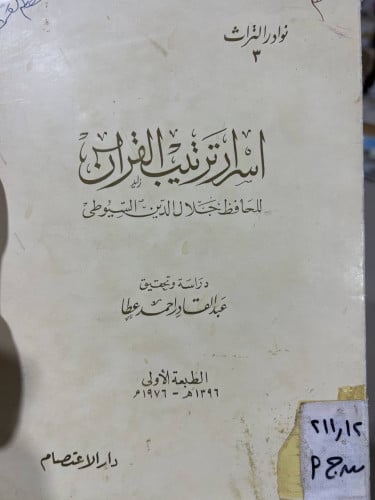 نوادر التراث
٣
أسرار ترتيب القرآن
للحافظ جلال الدين السيوطي
دراسة وتحقيق
عبد القادر أحمد عطا
الطبعة الأولى
١٣٩٦هـ - ١٩٧٦م
دار الاعتصام
٢١١٫١٢